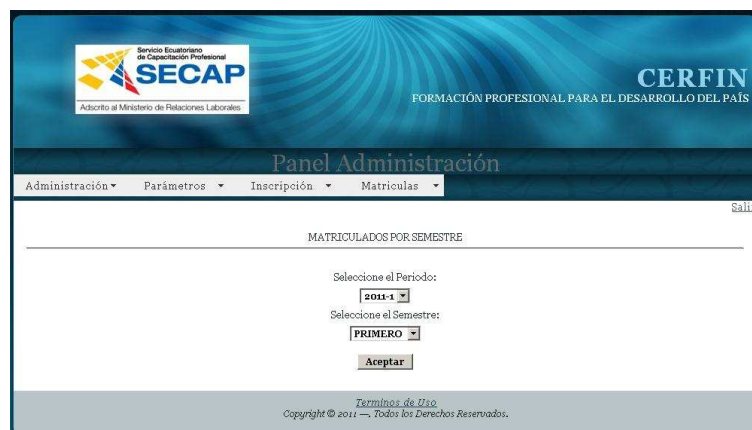 Servicio Ecuatoriano
de Capacitación Profesional
SECAP
Adscrito al Ministerio de Relaciones Laborales
CERFIN
FORMACIÓN PROFESIONAL PARA EL DESARROLLO DEL PAÍS
Panel Administración
Administración Parámetros Inscripción Matriculas
MATRICULADOS POR SEMESTRE
Seleccione el Periodo:
2011-1
Seleccione el Semestre:
PRIMERO
Aceptar
Terminos de Uso
Copyright © 2011 —, Todos los Derechos Reservados.